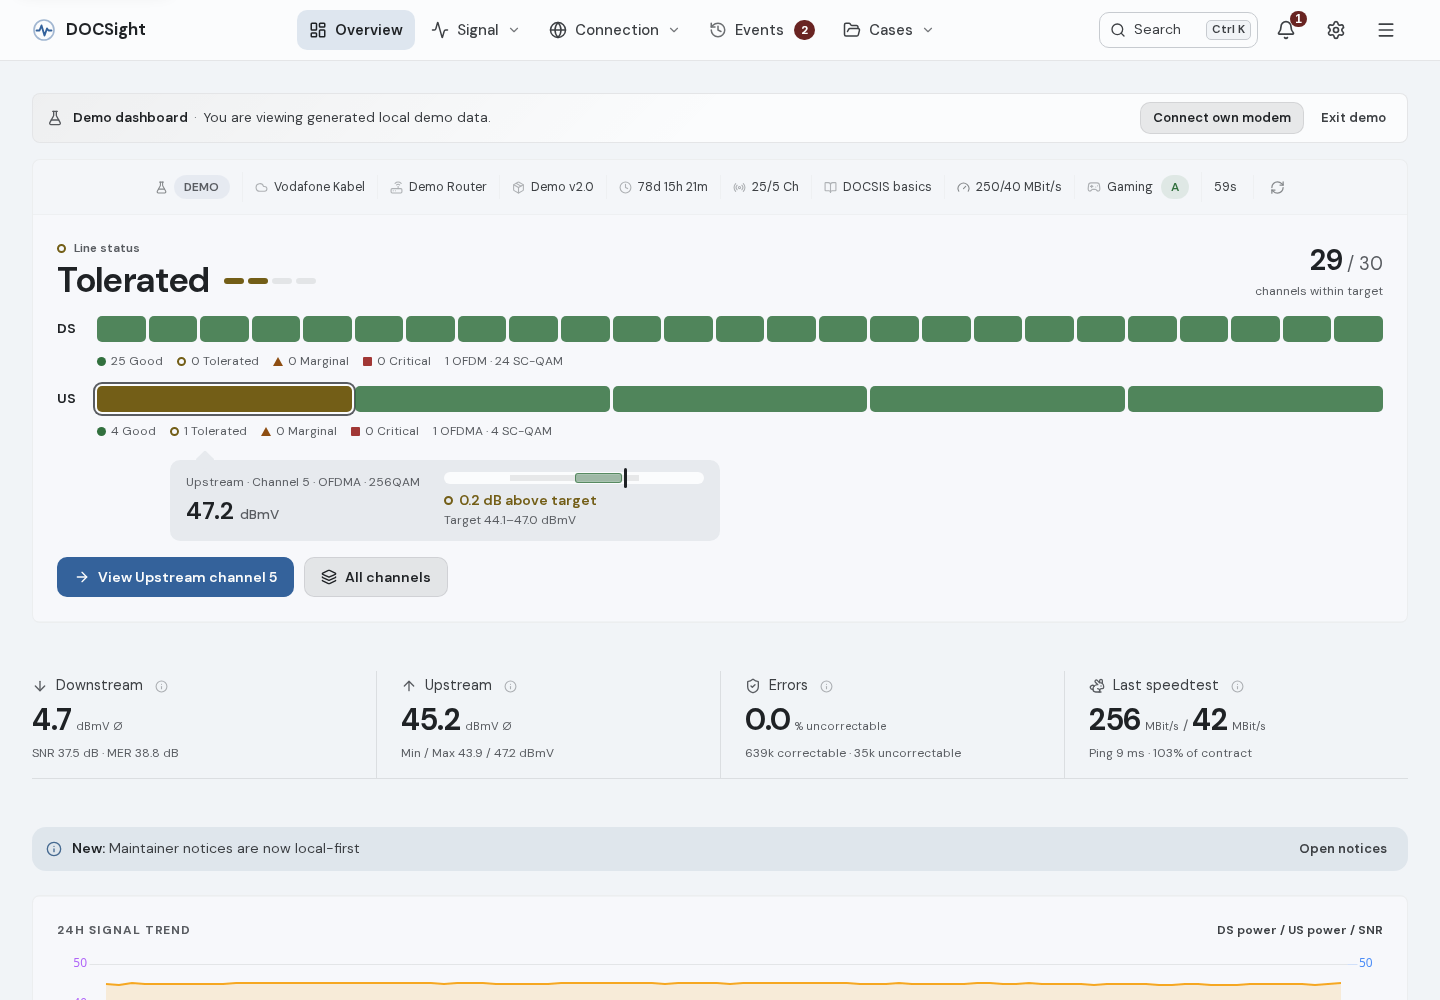 DOCSight
Overview
Signal
Connection
Events 2
Cases
Search Ctrl K
1
Demo dashboard · You are viewing generated local demo data.
Connect own modem
Exit demo
DEMO
Vodafone Kabel
Demo Router
Demo v2.0
78d 15h 21m
25/5 Ch
DOCSIS basics
250/40 MBit/s
Gaming A
59s
Line status
Tolerated
29 / 30
channels within target
DS
25 Good 0 Tolerated 0 Marginal 0 Critical 1 OFDM · 24 SC-QAM
US
4 Good 1 Tolerated 0 Marginal 0 Critical 1 OFDMA · 4 SC-QAM
Upstream · Channel 5 · OFDMA · 256QAM
47.2 dBmV
0.2 dB above target
Target 44.1–47.0 dBmV
View Upstream channel 5
All channels
Downstream
4.7 dBmV Ø
SNR 37.5 dB · MER 38.8 dB
Upstream
45.2 dBmV Ø
Min / Max 43.9 / 47.2 dBmV
Errors
0.0 % uncorrectable
639k correctable · 35k uncorrectable
Last speedtest
256 MBit/s / 42 MBit/s
Ping 9 ms · 103% of contract
New: Maintainer notices are now local-first
Open notices
24H SIGNAL TREND
DS power / US power / SNR
50
50